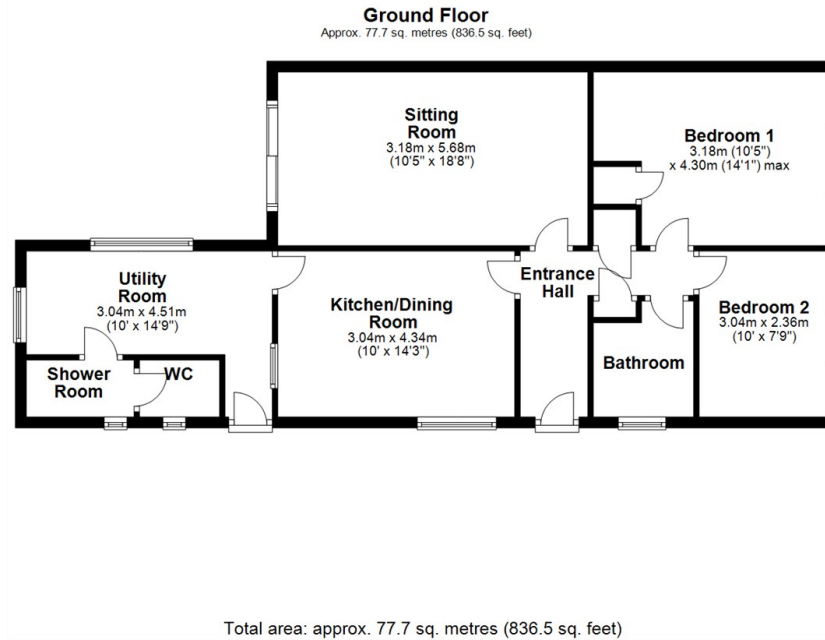 Ground Floor
Approx. 77.7 sq. metres (836.5 sq. feet)
Sitting
Room
3.18m x 5.68m
(10'5" x 18'8")
Bedroom 1
3.18m (10'5")
x 4.30m (14'1") max
Utility
Room
3.04m x 4.51m
(10' x 14'9")
Kitchen/Dining
Room
3.04m x 4.34m
(10' x 14'3")
Entrance
Hall
Bedroom 2
3.04m x 2.36m
(10' x 7'9")
Shower
Room
WC
Bathroom
Total area: approx. 77.7 sq. metres (836.5 sq. feet)